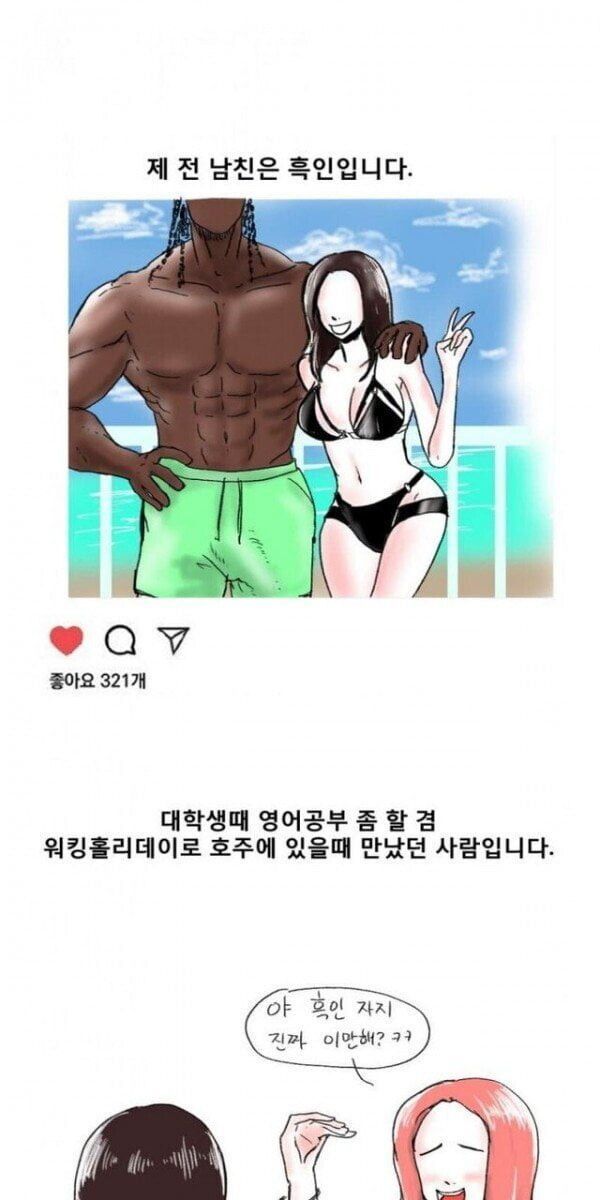 제 전 남친은 흑인입니다.
좋아요 321개
대학생때 영어공부 좀 할 겸
워킹홀리데이로 호주에 있을때 만났던 사람입니다.
야 흑인 자지
진짜 이만해? ㅋㅋ